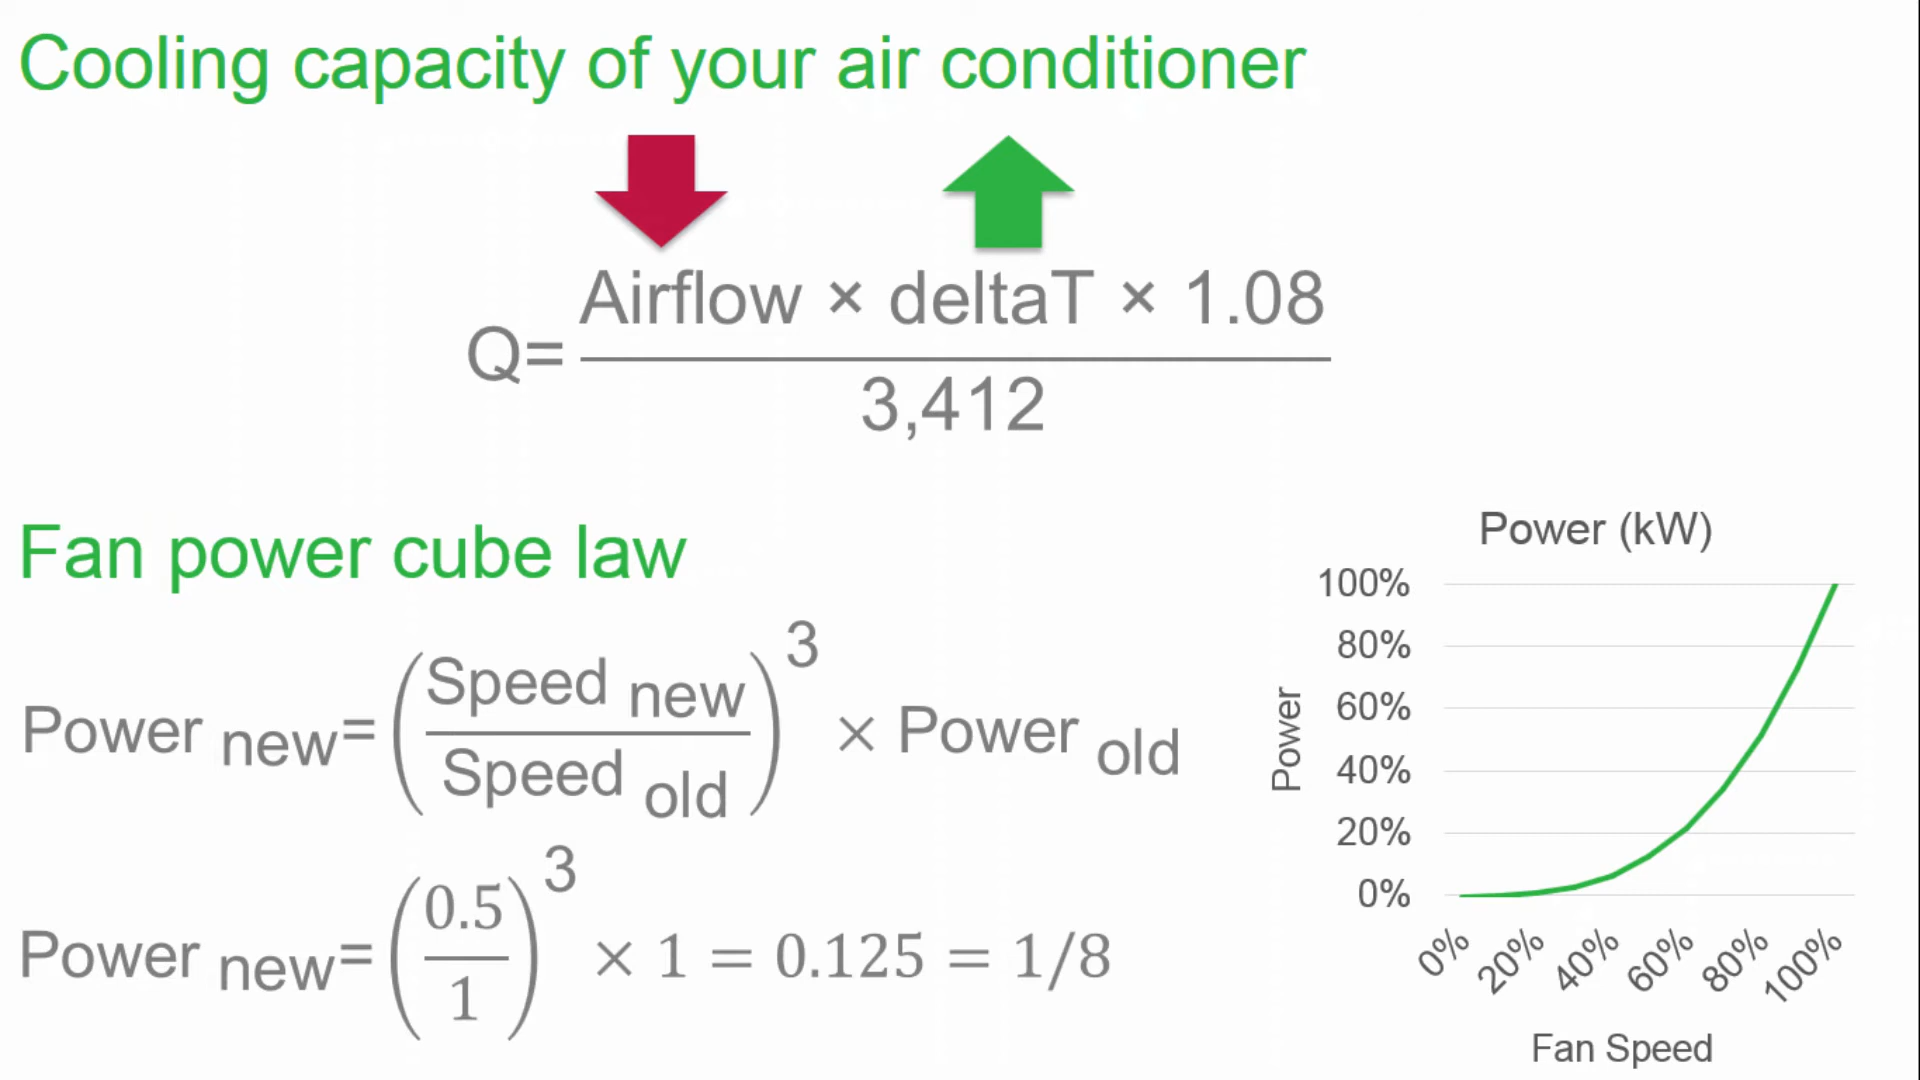 Cooling capacity of your air conditioner
Q= Airflow × deltaT × 1.08
3,412
Fan power cube law
Power new = (Speed new / Speed old)³ × Power old
Power new = (0.5 / 1)³ × 1 = 0.125 = 1/8
Power (kW)
100%
80%
60%
40%
20%
0%
Power
0% 20% 40% 60% 80% 100%
Fan Speed